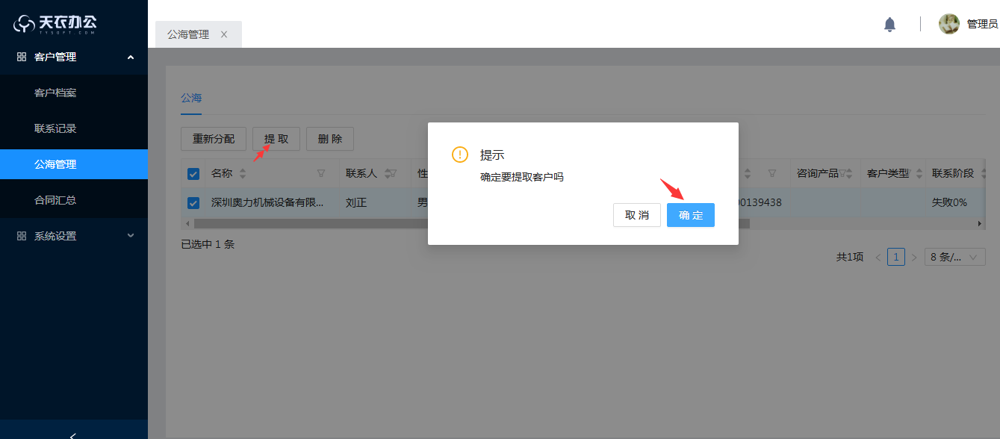 天衣办公
TYSOFT.COM
公海管理
管理员
客户管理
客户档案
联系记录
公海管理
合同汇总
系统设置
公海
重新分配 提取 删除
名称 联系人 性 咨询产品 客户类型 联系阶段
深圳奥力机械设备有限... 刘正 男 00139438 失败0%
已选中 1 条
提示
确定要提取客户吗
取消 确定
共1项 < 1 > 8 条/...